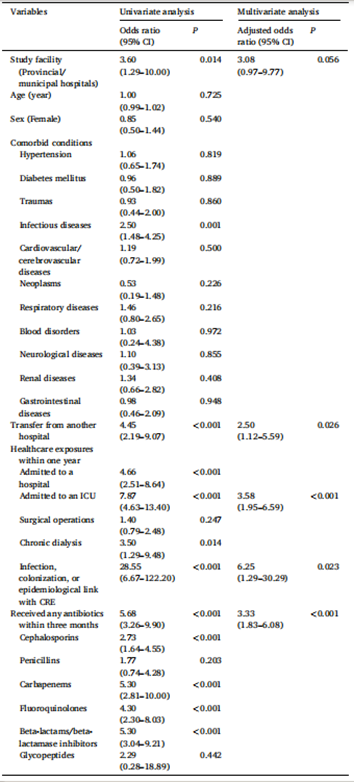 Variables Univariate analysis Multivariate analysis
Odds ratio P Adjusted odds P
(95% CI) ratio (95% CI)
Study facility 3.60 0.014 3.08 0.056
(Provincial/ (1.29–10.00) (0.97–9.77)
municipal hospitals)
Age (year) 1.00 0.725
(0.99–1.02)
Sex (Female) 0.85 0.540
(0.50–1.44)
Comorbid conditions
Hypertension 1.06 0.819
(0.65–1.74)
Diabetes mellitus 0.96 0.889
(0.50–1.82)
Traumas 0.93 0.860
(0.44–2.00)
Infectious diseases 2.50 0.001
(1.48–4.25)
Cardiovascular/ 1.19 0.500
cerebrovascular (0.72–1.99)
diseases
Neoplasms 0.53 0.226
(0.19–1.48)
Respiratory diseases 1.46 0.216
(0.80–2.65)
Blood disorders 1.03 0.972
(0.24–4.38)
Neurological diseases 1.10 0.855
(0.39–3.13)
Renal diseases 1.34 0.408
(0.66–2.82)
Gastrointestinal 0.98 0.948
diseases (0.46–2.09)
Transfer from another 4.45 <0.001 2.50 0.026
hospital (2.19–9.07) (1.12–5.59)
Healthcare exposures
within one year
Admitted to a 4.66 <0.001
hospital (2.51–8.64)
Admitted to an ICU 7.87 <0.001 3.58 <0.001
(4.63–13.40) (1.95–6.59)
Surgical operations 1.40 0.247
(0.79–2.48)
Chronic dialysis 3.50 0.014
(1.29–9.48)
Infection, 28.55 <0.001 6.25 0.023
colonization, or (6.67–122.20) (1.29–30.29)
epidemiological link
with CRE
Received any antibiotics 5.68 <0.001 3.33 <0.001
within three months (3.26–9.90) (1.83–6.08)
Cephalosporins 2.73 <0.001
(1.64–4.55)
Penicillins 1.77 0.203
(0.74–4.28)
Carbapenems 5.30 <0.001
(2.81–10.00)
Fluoroquinolones 4.30 <0.001
(2.30–8.03)
Beta-lactams/beta- 5.30 <0.001
lactamase inhibitors (3.04–9.21)
Glycopeptides 2.29 0.442
(0.28–18.89)